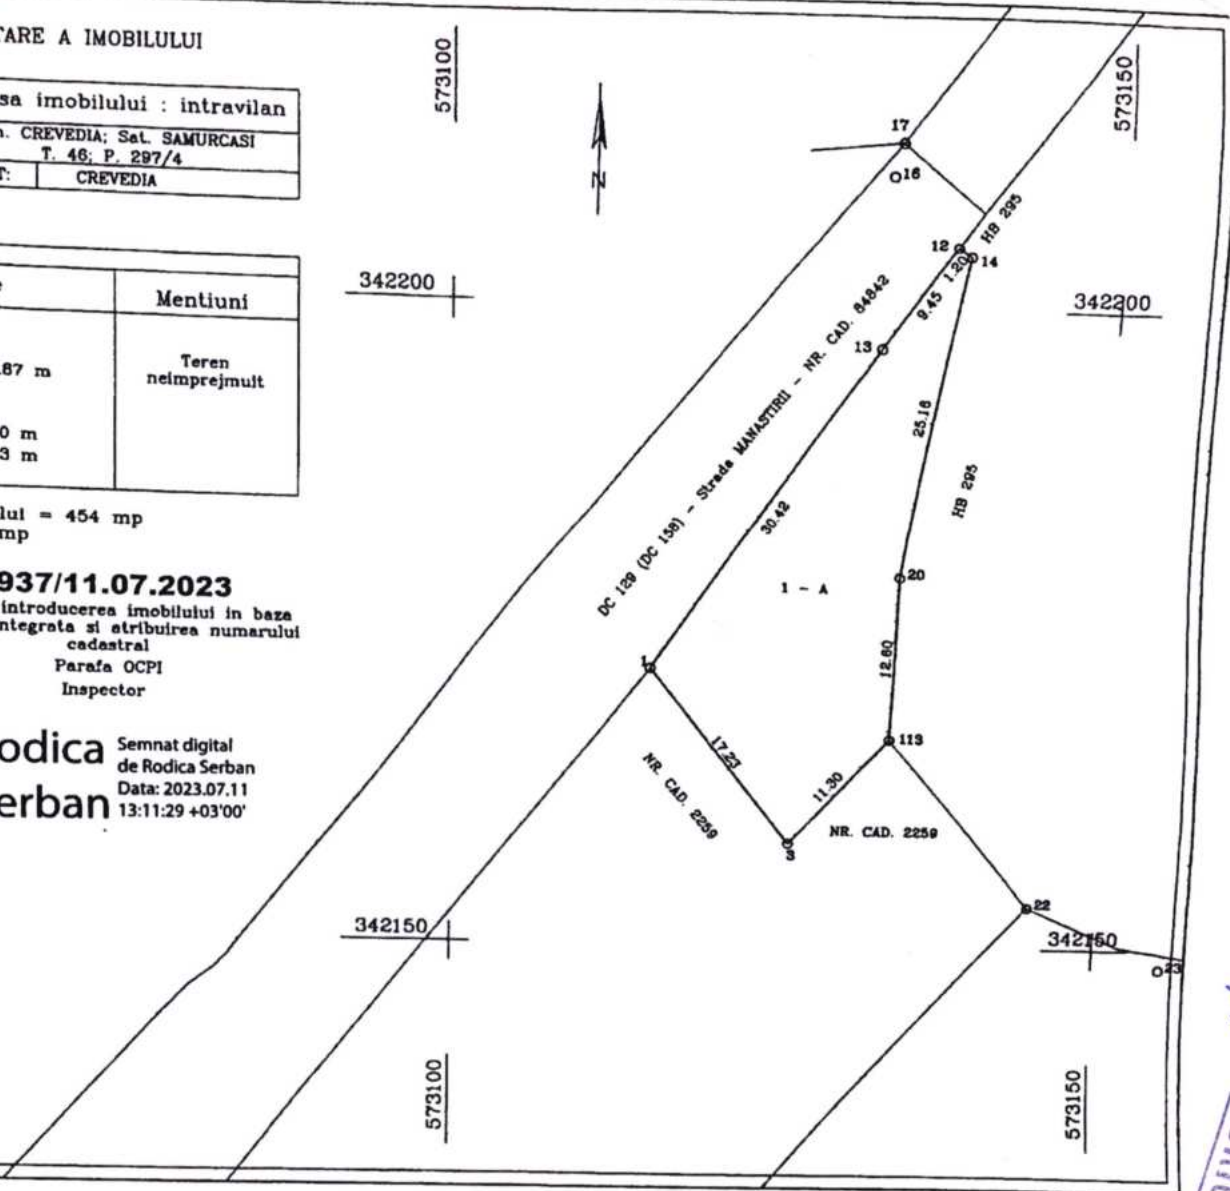 TARE A IMOBILULUI
sa imobilului : intravilan
CREVEDIA; Sat. SAMURCASI
T. 46; P. 297/4
T: CREVEDIA
Mentiuni
.87 m
Teren
neimprejmuit
0 m
3 m
lui = 454 mp
mp
937/11.07.2023
introducerea imobilului in baza
ntegrata si atribuirea numarului
cadastral
Parafa OCPI
Inspector
odica
erban
Semnat digital
de Rodica Serban
Data: 2023.07.11
13:11:29 +03'00'
573100
573150
N
17
16
HB 295
12
14
1.20
342200
342200
9.45
DC 129 (DC 158) - Strada MANASTIRII - NR. CAD. 84842
13
25.16
HB 295
30.42
20
1 - A
12.60
1
113
17.23
NR. CAD. 2259
11.30
NR. CAD. 2259
3
22
342150
342150
23
573100
573150